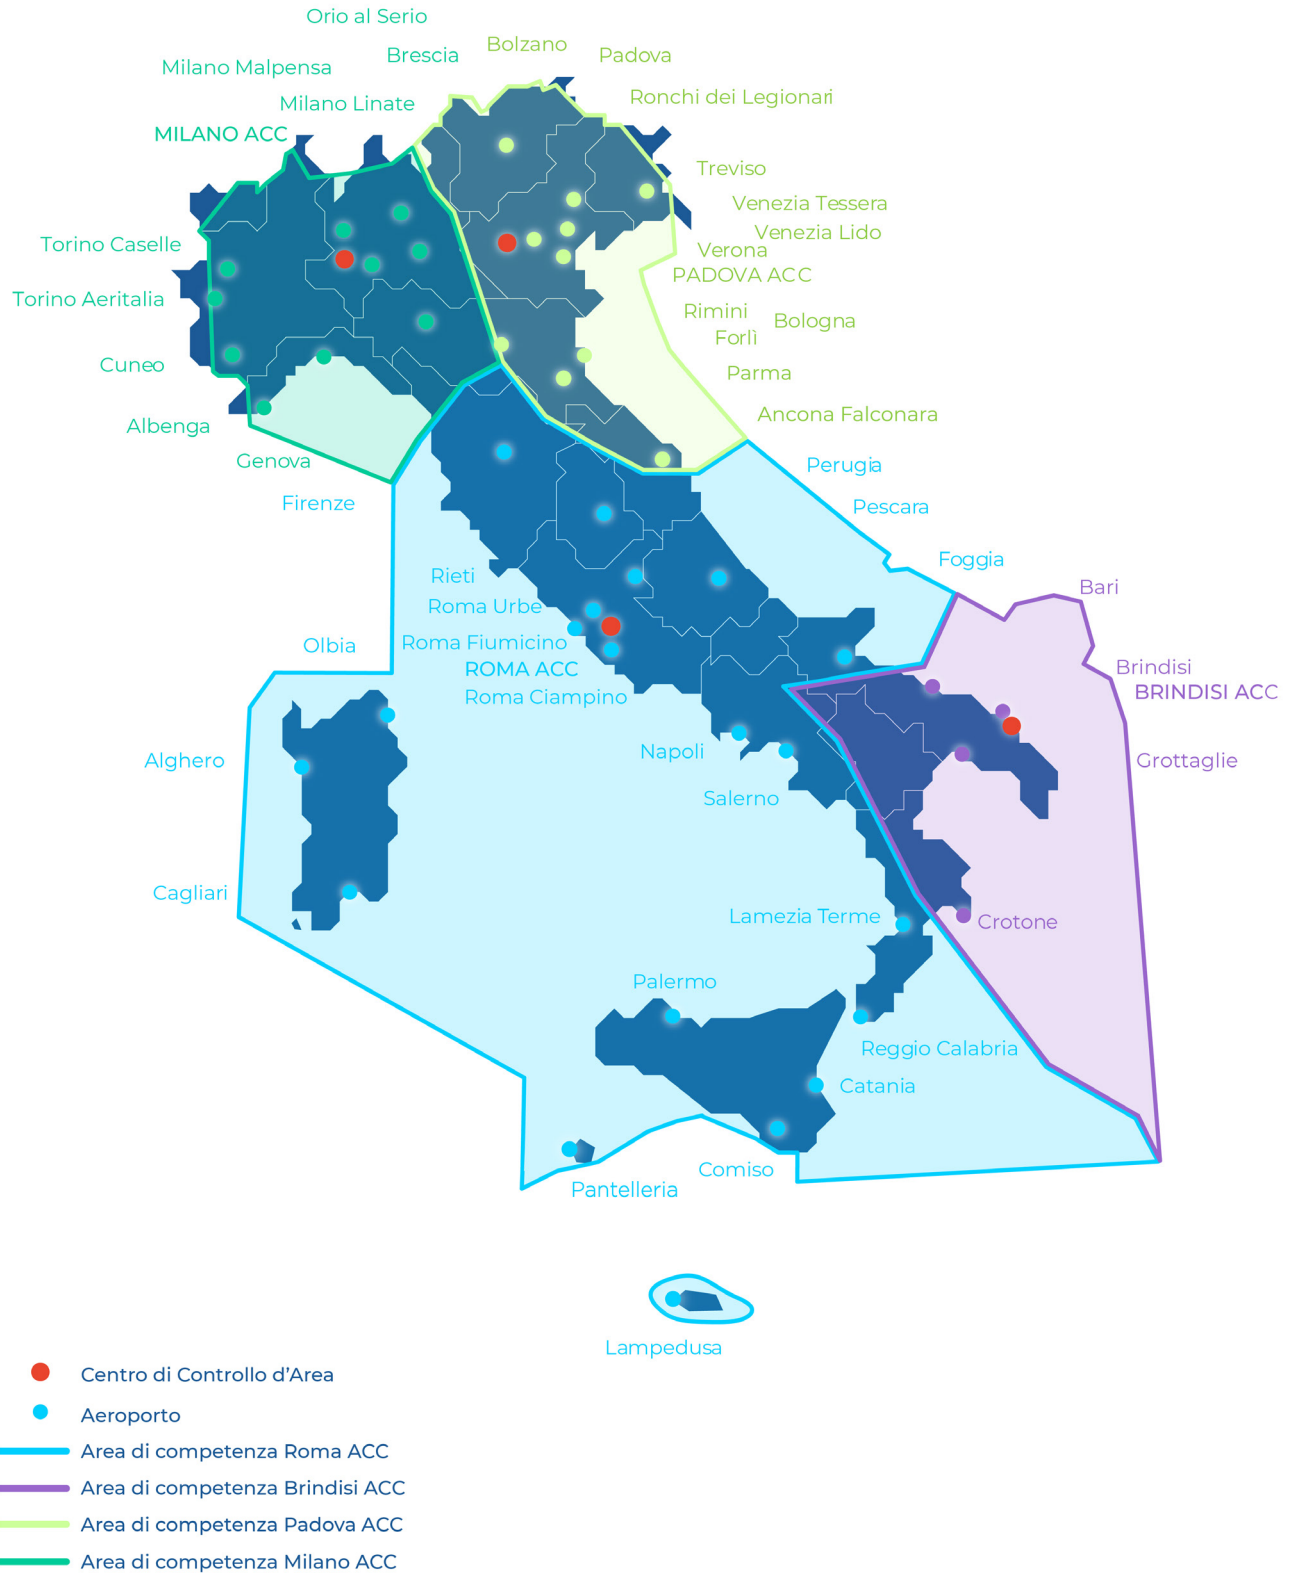 Orio al Serio
Bolzano
Brescia
Padova
Milano Malpensa
Ronchi dei Legionari
Milano Linate
MILANO ACC
Treviso
Venezia Tessera
Venezia Lido
Torino Caselle
Verona
PADOVA ACC
Torino Aeritalia
Rimini
Bologna
Forlì
Cuneo
Parma
Ancona Falconara
Albenga
Genova
Perugia
Firenze
Pescara
Foggia
Rieti
Bari
Roma Urbe
Roma Fiumicino
Olbia
ROMA ACC
Brindisi
BRINDISI ACC
Roma Ciampino
Napoli
Alghero
Grottaglie
Salerno
Cagliari
Lamezia Terme
Crotone
Palermo
Reggio Calabria
Catania
Comiso
Pantelleria
Lampedusa
Centro di Controllo d’Area
Aeroporto
Area di competenza Roma ACC
Area di competenza Brindisi ACC
Area di competenza Padova ACC
Area di competenza Milano ACC